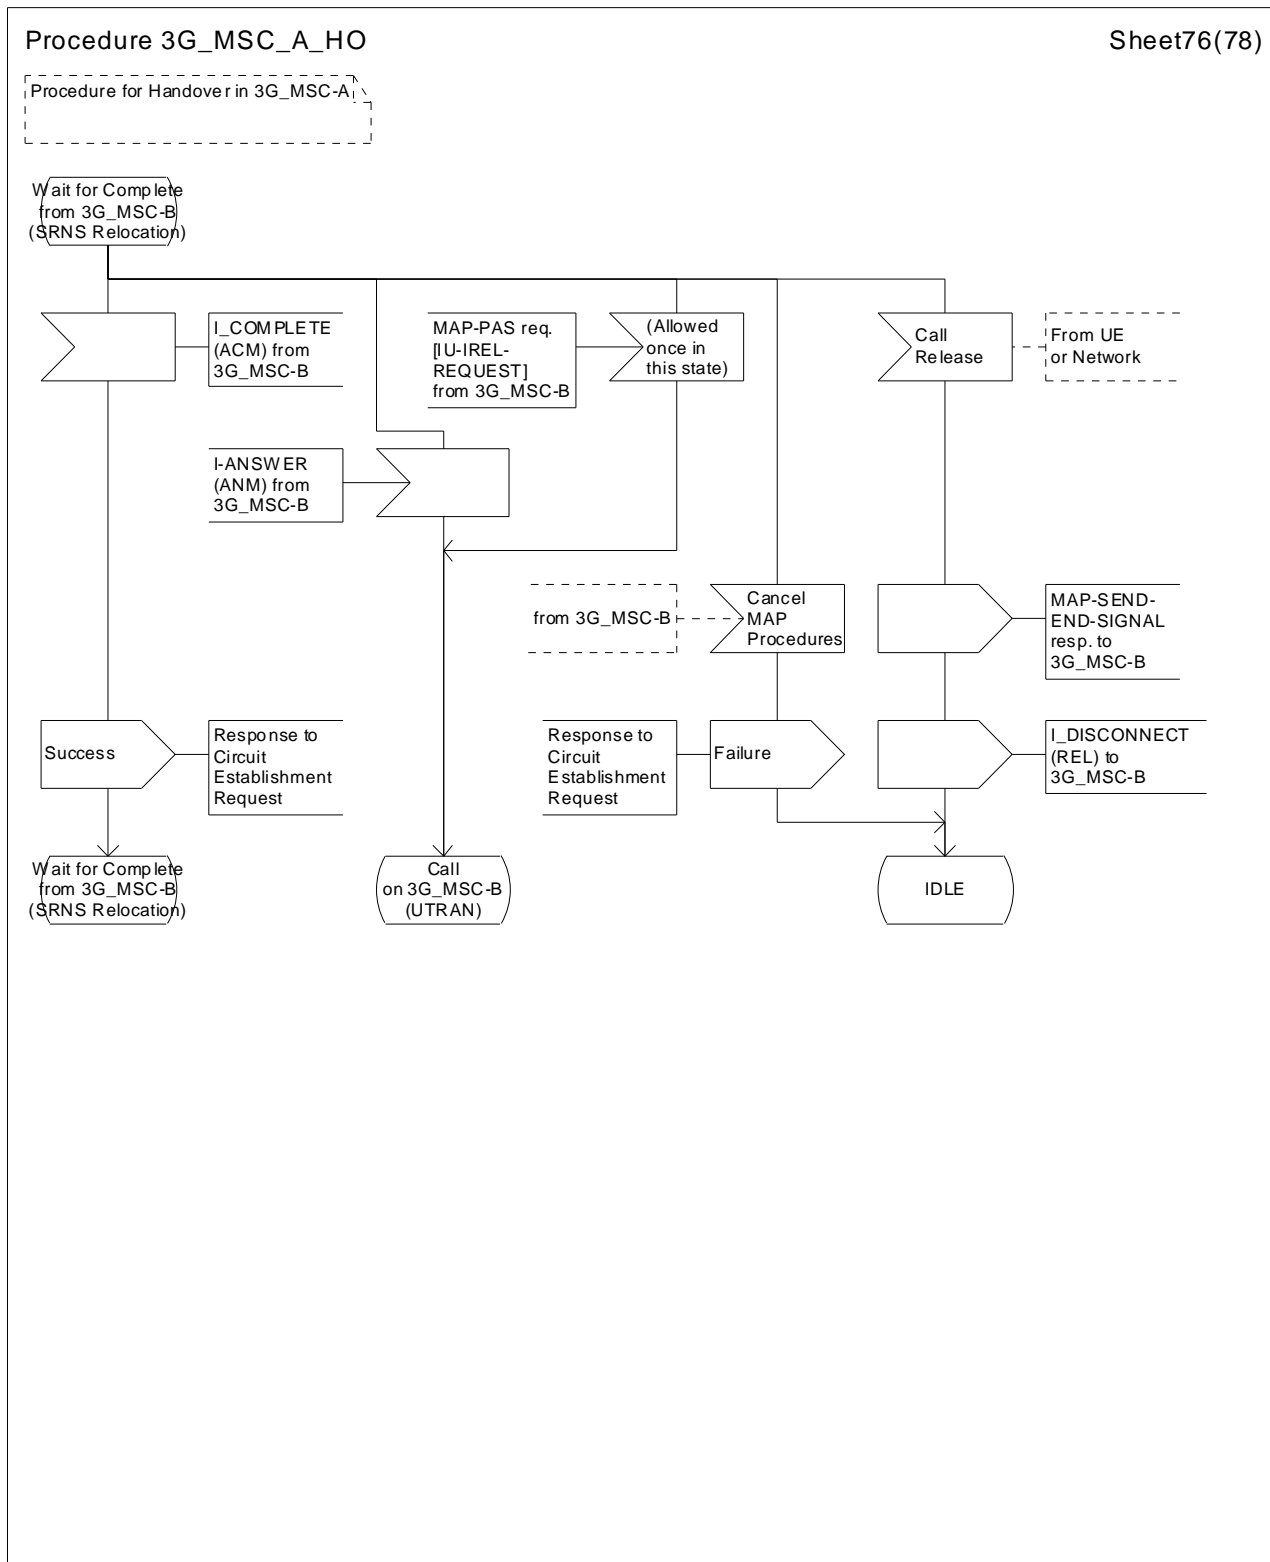 Procedure 3G_MSC_A_HO
Sheet76(78)
Procedure for Handover in 3G_MSC-A
Wait for Complete
from 3G_MSC-B
(SRNS Relocation)
I_COMPLETE
(ACM) from
3G_MSC-B
MAP-PAS req.
[IU-IREL-
REQUEST]
from 3G_MSC-B
(Allowed
once in
this state)
Call
Release
From UE
or Network
I-ANSWER
(ANM) from
3G_MSC-B
from 3G_MSC-B
Cancel
MAP
Procedures
MAP-SEND-
END-SIGNAL
resp. to
3G_MSC-B
Success
Response to
Circuit
Establishment
Request
Response to
Circuit
Establishment
Request
Failure
I_DISCONNECT
(REL) to
3G_MSC-B
Wait for Complete
from 3G_MSC-B
(SRNS Relocation)
Call
on 3G_MSC-B
(UTRAN)
IDLE